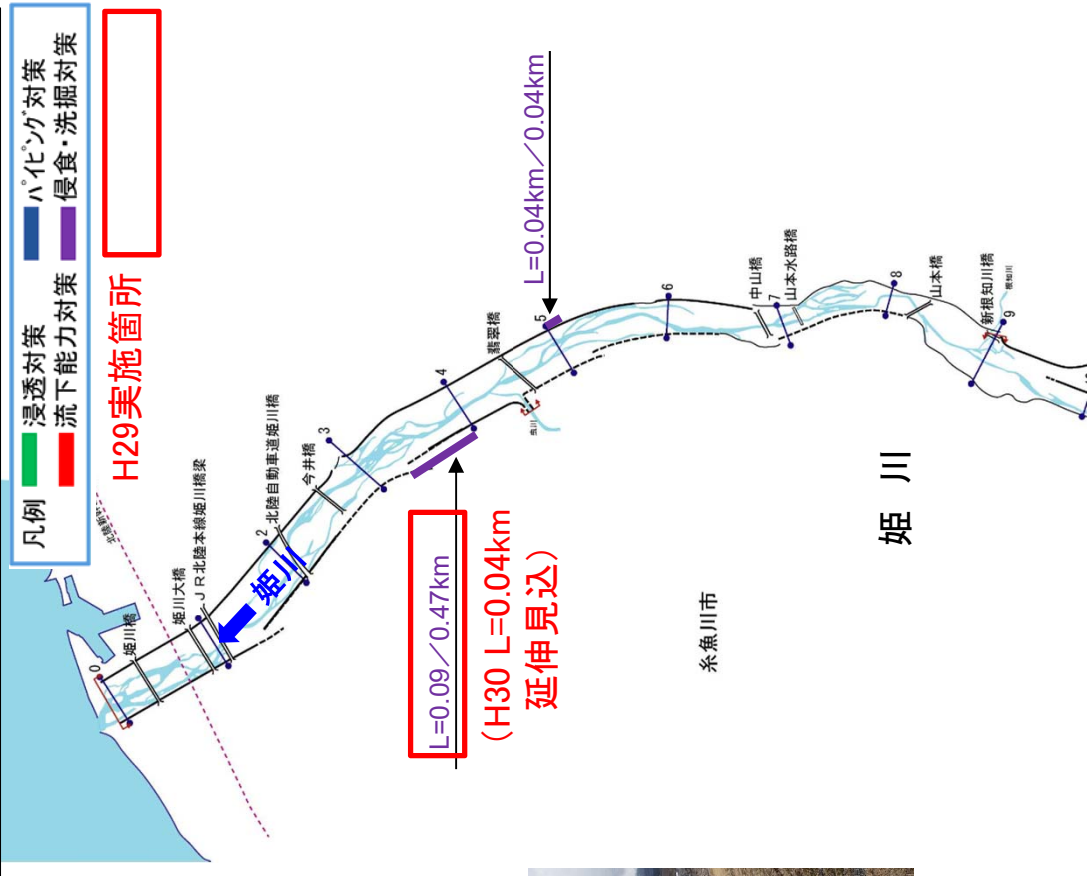 凡例
浸透対策
パイピング対策
流下能力対策
侵食・洗掘対策
H29実施箇所
0
姫川橋
姫川大橋
JR北陸本線姫川橋梁
2
北陸自動車道姫川橋
姫川
今井橋
3
4
翡翠橋
虫川
5
L=0.04km/0.04km
L=0.09/0.47km
(H30 L=0.04km
延伸見込)
6
中山橋
7
山本水路橋
8
山本橋
新根知川橋
根知川
9
姫川
糸魚川市